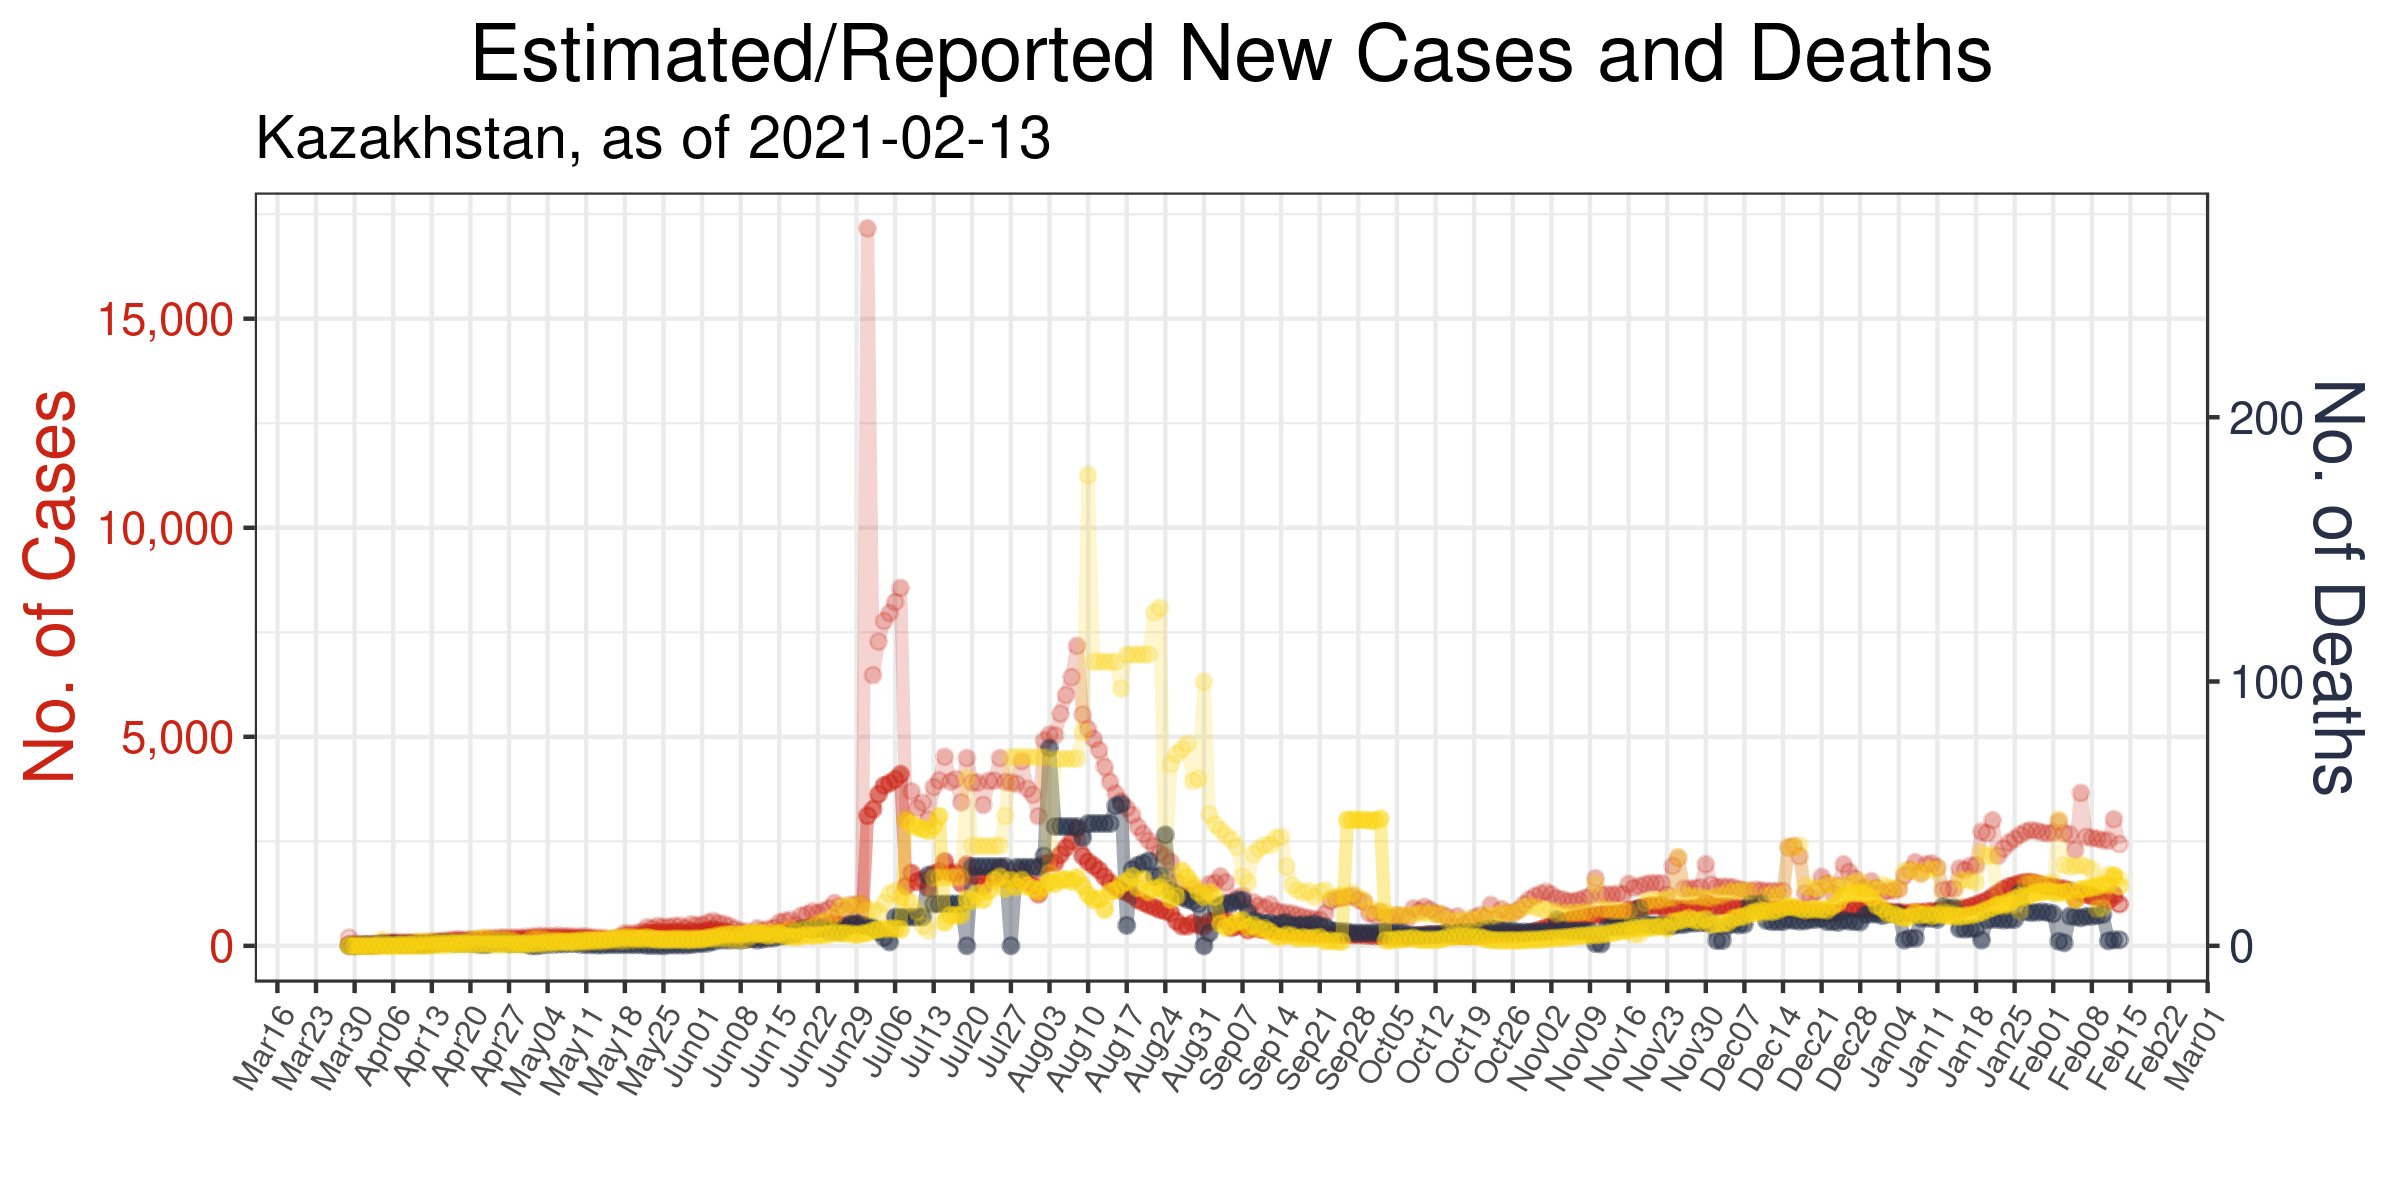 Estimated/Reported New Cases and Deaths
Kazakhstan, as of 2021-02-13
No. of Cases
15,000
10,000
5,000
0
No. of Deaths
200
100
0
Mar16
Mar23
Mar30
Apr06
Apr13
Apr20
Apr27
May04
May11
May18
May25
Jun01
Jun08
Jun15
Jun22
Jun29
Jul06
Jul13
Jul20
Jul27
Aug03
Aug10
Aug17
Aug24
Aug31
Sep07
Sep14
Sep21
Sep28
Oct05
Oct12
Oct19
Oct26
Nov02
Nov09
Nov16
Nov23
Nov30
Dec07
Dec14
Dec21
Dec28
Jan04
Jan11
Jan18
Jan25
Feb01
Feb08
Feb15
Feb22
Mar01